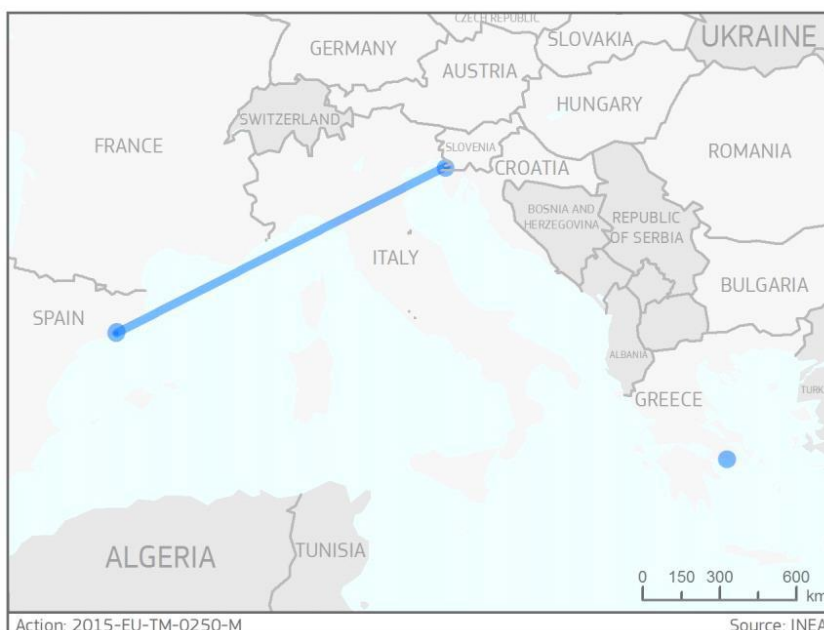 CZECH REPUBLIC
UKRAINE
GERMANY
SLOVAKIA
AUSTRIA
HUNGARY
SWITZERLAND
FRANCE
SLOVENIA
ROMANIA
CROATIA
BOSNIA AND
HERZEGOVINA
REPUBLIC
OF SERBIA
ITALY
BULGARIA
SPAIN
ALBANIA
TURK
GREECE
ALGERIA
TUNISIA
0 150 300 600
km
Action: 2015-EU-TM-0250-M
Source: INEA